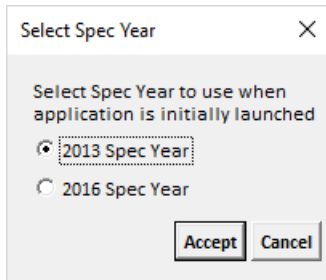 Select Spec Year
Select Spec Year to use when
application is initially launched
2013 Spec Year
2016 Spec Year
Accept Cancel